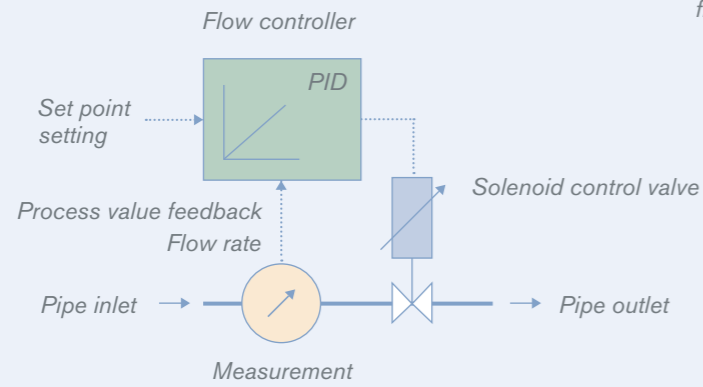 Flow controller
PID
Set point
setting
Solenoid control valve
Process value feedback
Flow rate
Pipe inlet
Pipe outlet
Measurement